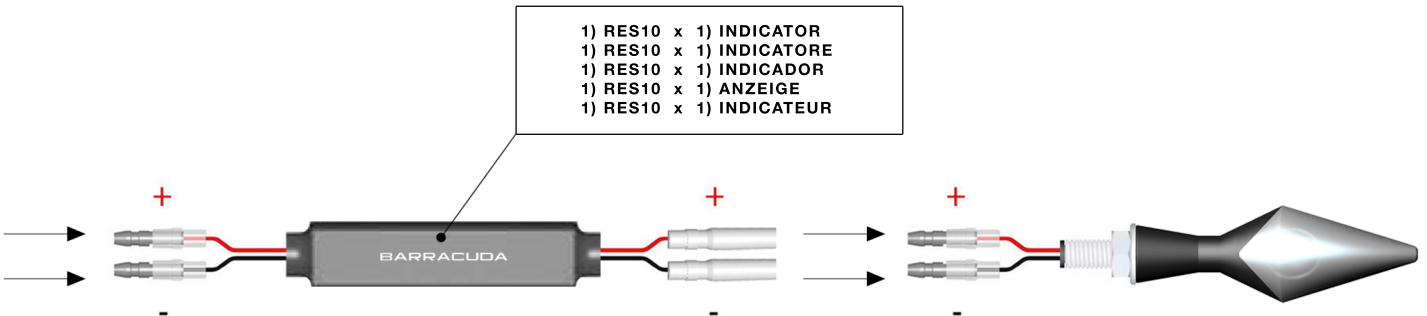 1) RES10 x 1) INDICATOR
1) RES10 x 1) INDICATORE
1) RES10 x 1) INDICADOR
1) RES10 x 1) ANZEIGE
1) RES10 x 1) INDICATEUR
+ + +
BARRACUDA
- - -